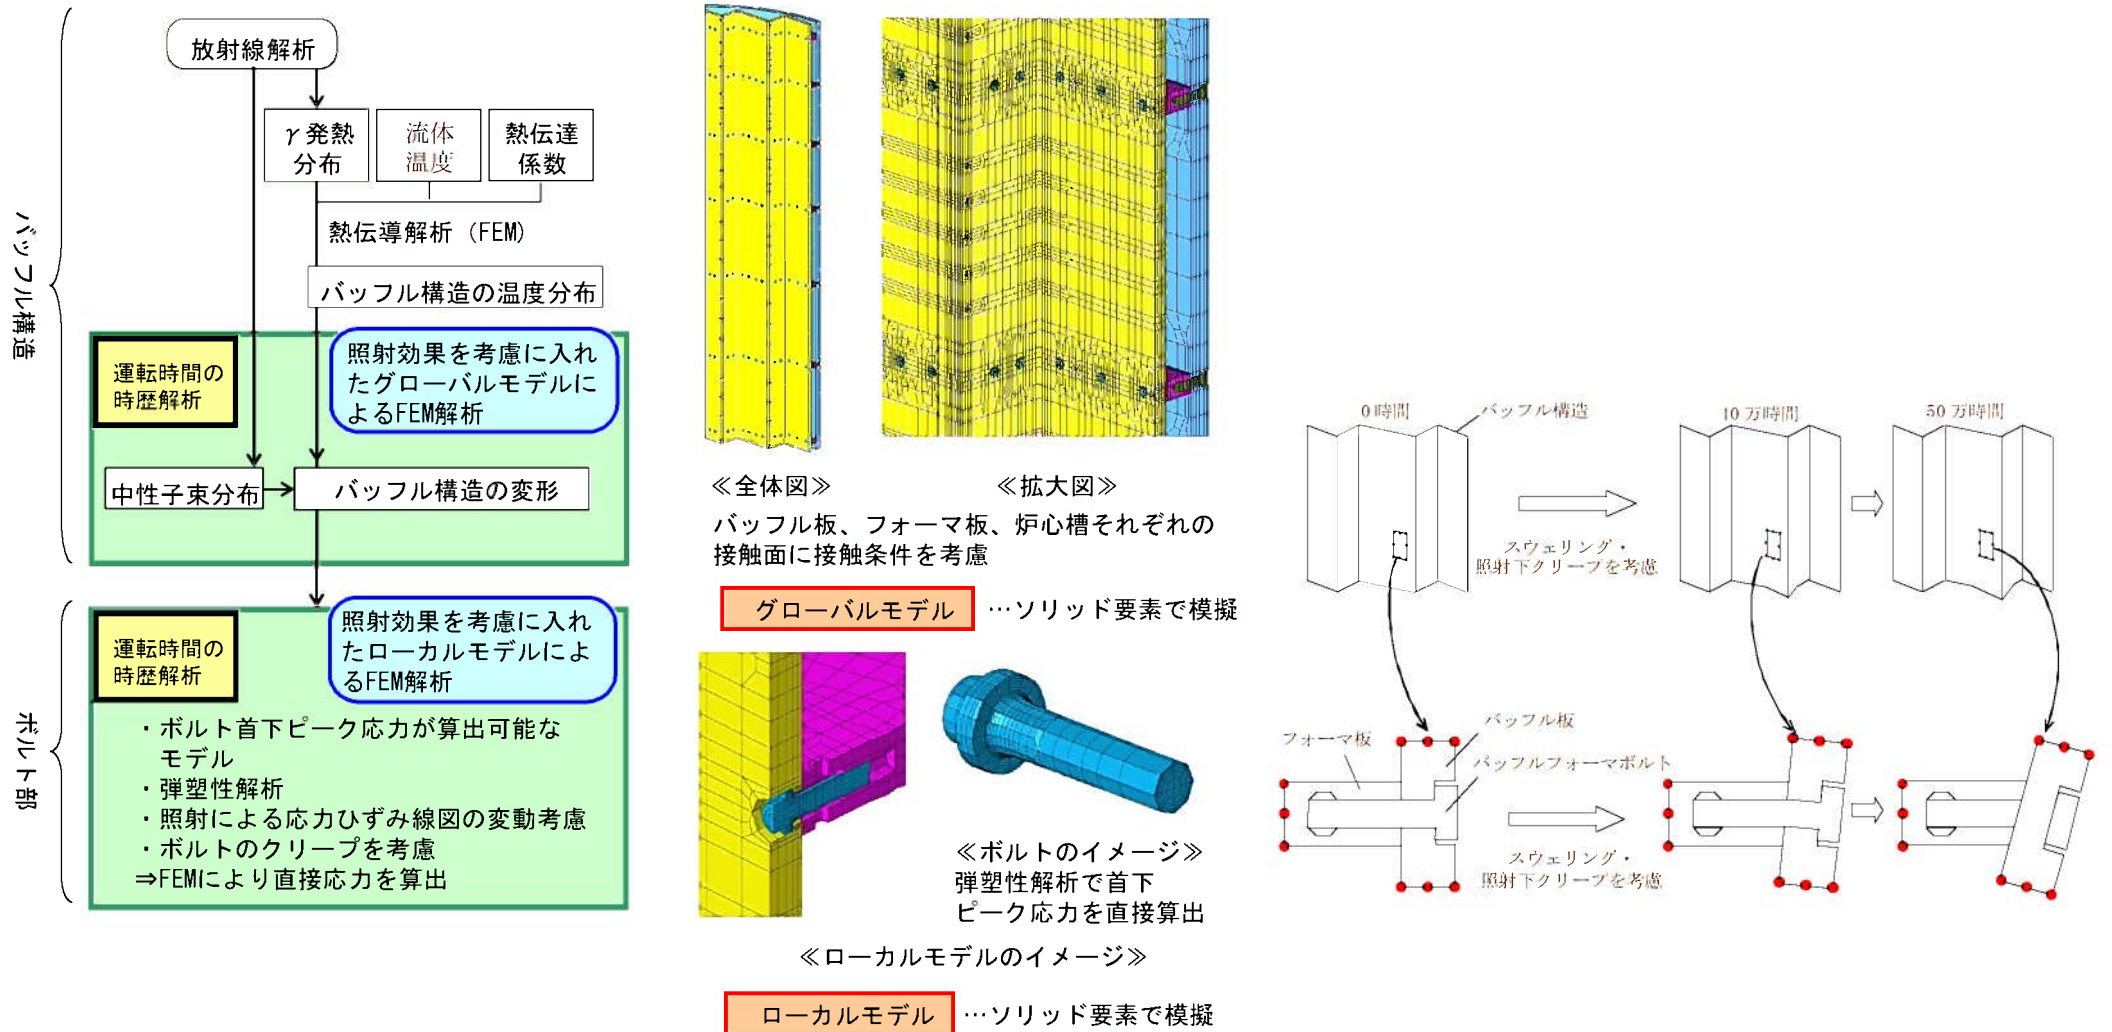 バッフル構造
放射線解析
γ発熱
分布
流体
温度
熱伝達
係数
熱伝導解析 (FEM)
バッフル構造の温度分布
運転時間の
時歴解析
照射効果を考慮に入れ
たグローバルモデルに
よるFEM解析
中性子束分布
バッフル構造の変形
ボルト部
運転時間の
時歴解析
照射効果を考慮に入れ
たローカルモデルによ
るFEM解析
・ボルト首下ピーク応力が算出可能な
モデル
・弾塑性解析
・照射による応力ひずみ線図の変動考慮
・ボルトのクリープを考慮
⇒FEMにより直接応力を算出
≪全体図≫
≪拡大図≫
バッフル板、フォーマ板、炉心槽それぞれの
接触面に接触条件を考慮
グローバルモデル
…ソリッド要素で模擬
≪ボルトのイメージ≫
弾塑性解析で首下
ピーク応力を直接算出
≪ローカルモデルのイメージ≫
ローカルモデル
…ソリッド要素で模擬
0時間
バッフル構造
10万時間
50万時間
スウェリング・
照射下クリープを考慮
フォーマ板
バッフル板
バッフルフォーマボルト
スウェリング・
照射下クリープを考慮